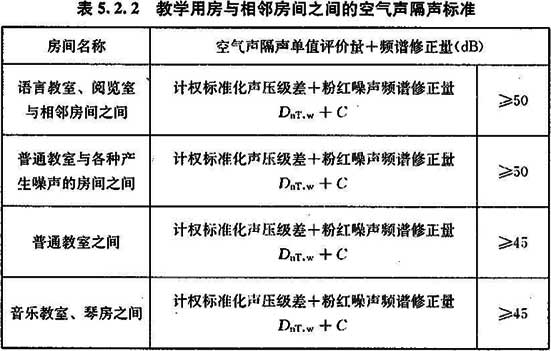 表 5.2.2 教学用房与相邻房间之间的空气声隔声标准
房间名称 空气声隔声单值评价量+频谱修正量(dB)
语言教室、阅览室
与相邻房间之间
计权标准化声压级差+粉红噪声频谱修正量
DnT,w + C
≥50
普通教室与各种产
生噪声的房间之间
计权标准化声压级差+粉红噪声频谱修正量
DnT,w + C
≥50
普通教室之间
计权标准化声压级差+粉红噪声频谱修正量
DnT,w + C
≥45
音乐教室、琴房之间
计权标准化声压级差+粉红噪声频谱修正量
DnT,w + C
≥45